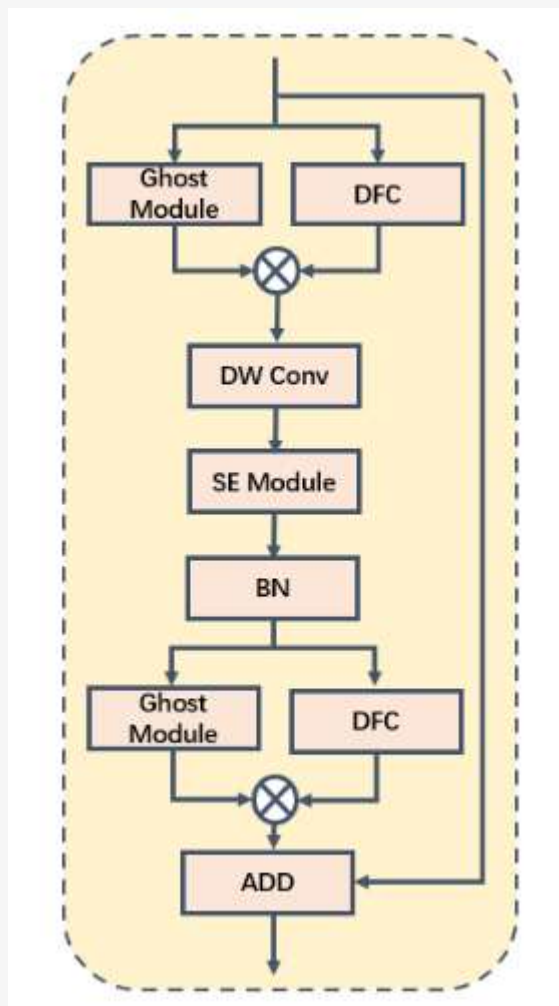 Ghost
Module
DFC
DW Conv
SE Module
BN
Ghost
Module
DFC
ADD